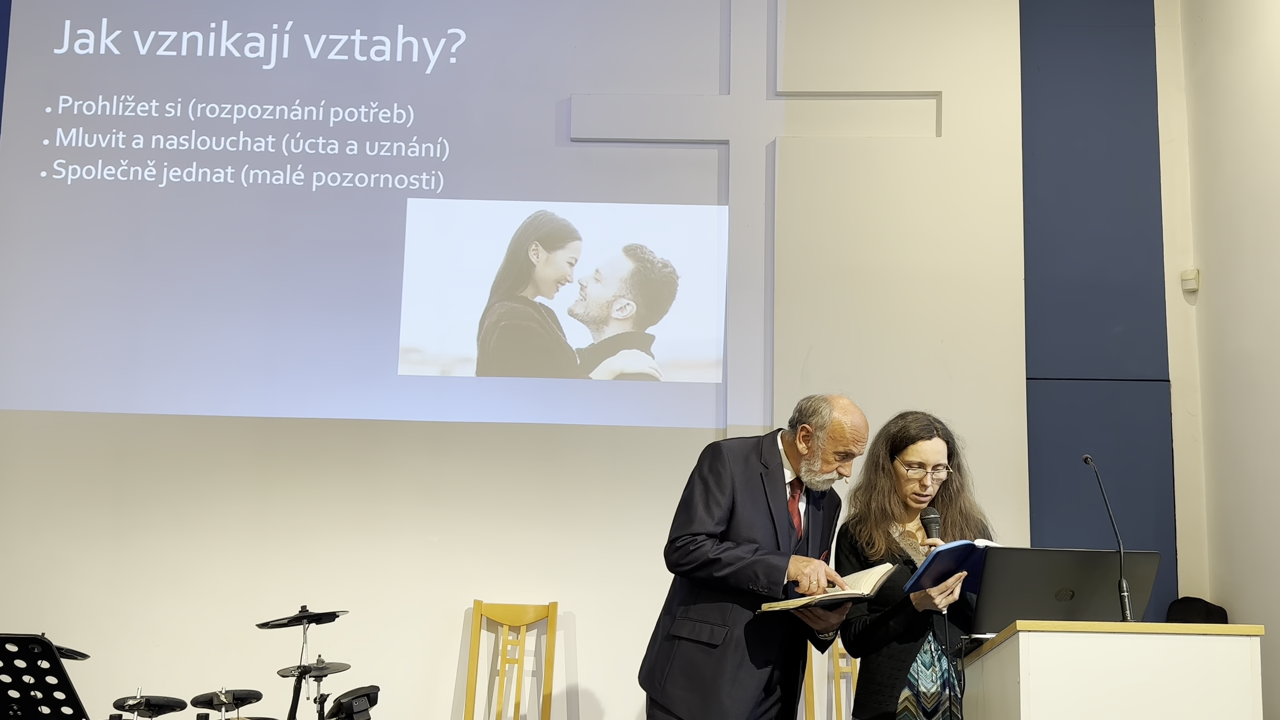 Jak vznikají vztahy?
• Prohlížet si (rozpoznání potřeb)
• Mluvit a naslouchat (úcta a uznání)
• Společně jednat (malé pozornosti)